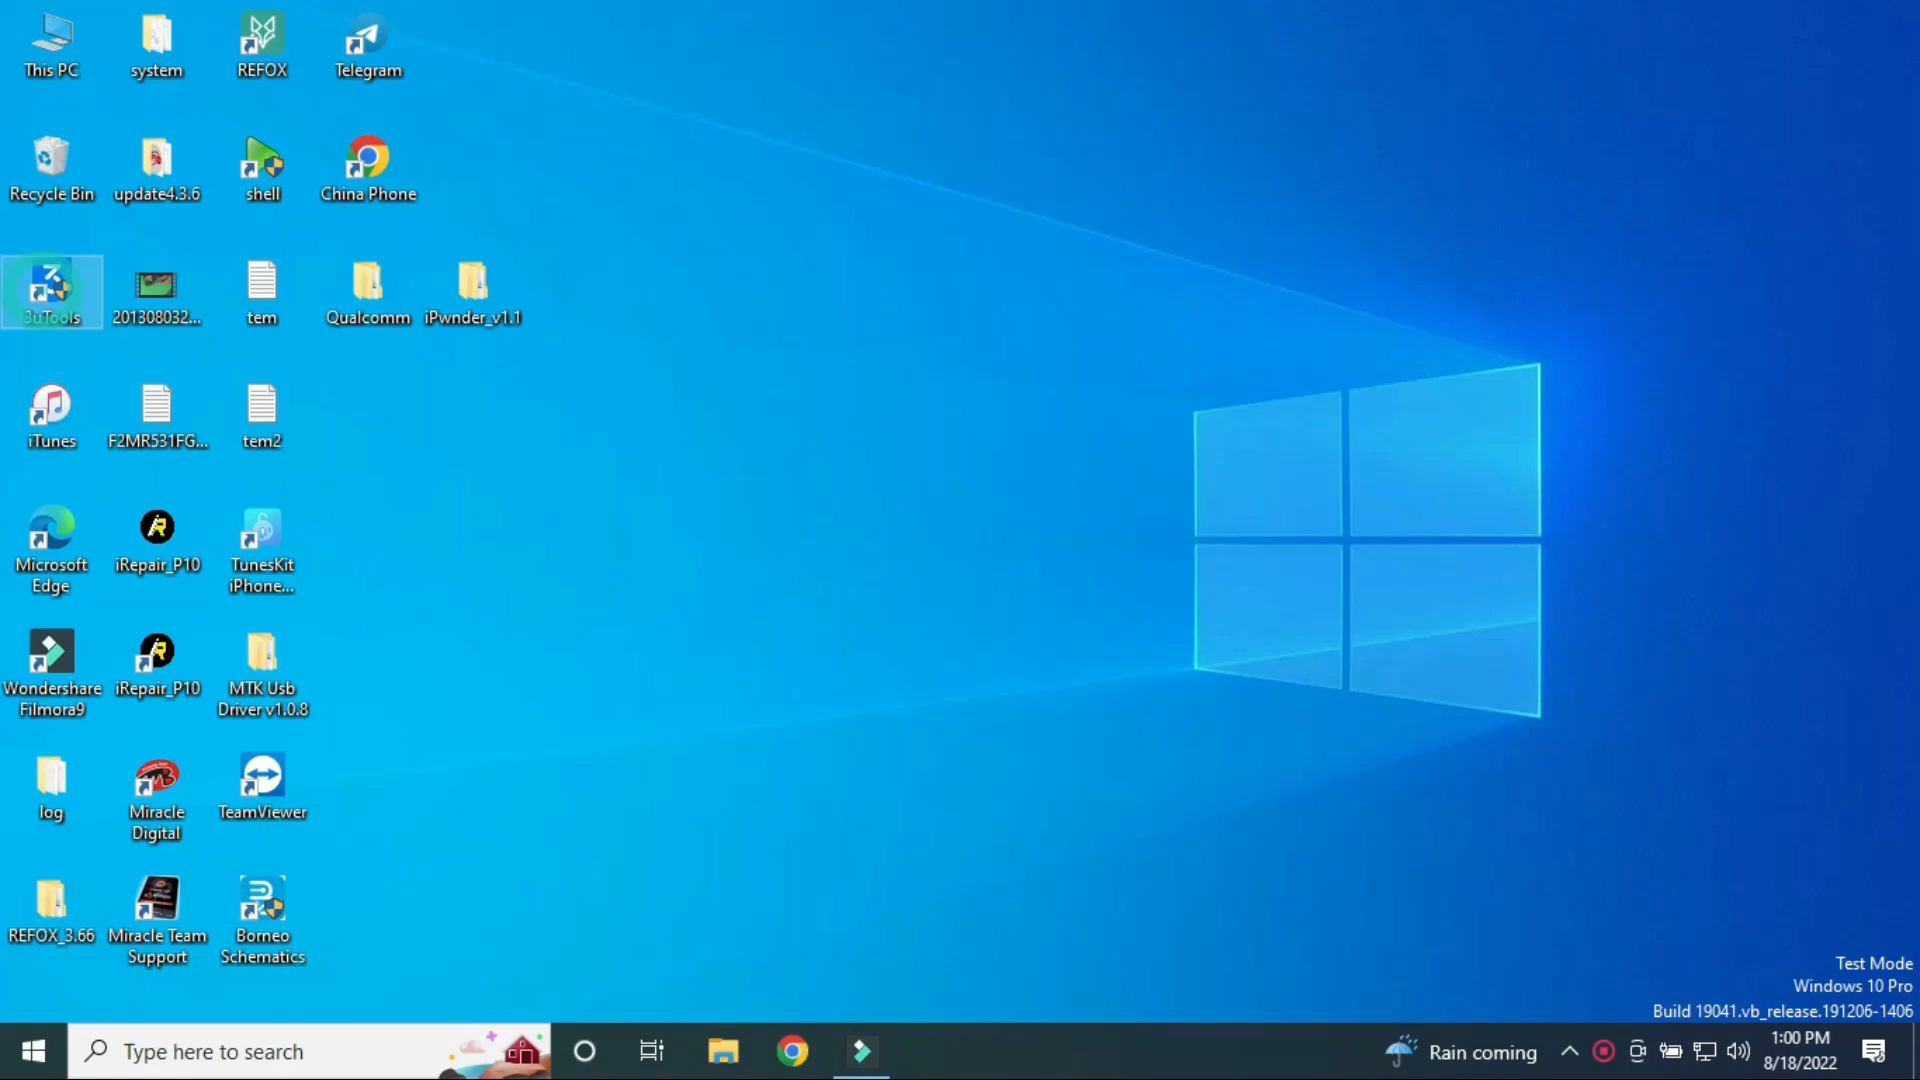 This PC
system
REFOX
Telegram
Recycle Bin
update4.3.6
shell
China Phone
3uTools
201308032...
tem
Qualcomm
iPwnder_v1.1
iTunes
F2MR531FG...
tem2
Microsoft
Edge
iRepair_P10
TunesKit
iPhone...
Wondershare
Filmora9
iRepair_P10
MTK Usb
Driver v1.0.8
log
Miracle
Digital
TeamViewer
REFOX_3.66
Miracle Team
Support
Borneo
Schematics
Test Mode
Windows 10 Pro
Build 19041.vb_release.191206-1406
Type here to search
Rain coming
1:00 PM
8/18/2022